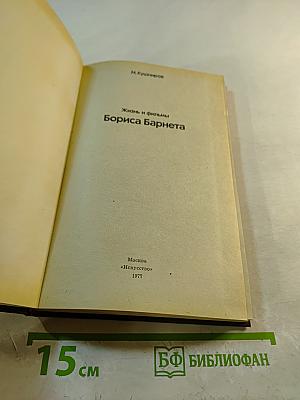 М. Кушниров
Жизнь и фильмы
Бориса Барнета
Москва
«Искусство»
1977
15 см
БФ БИБЛИОФАН